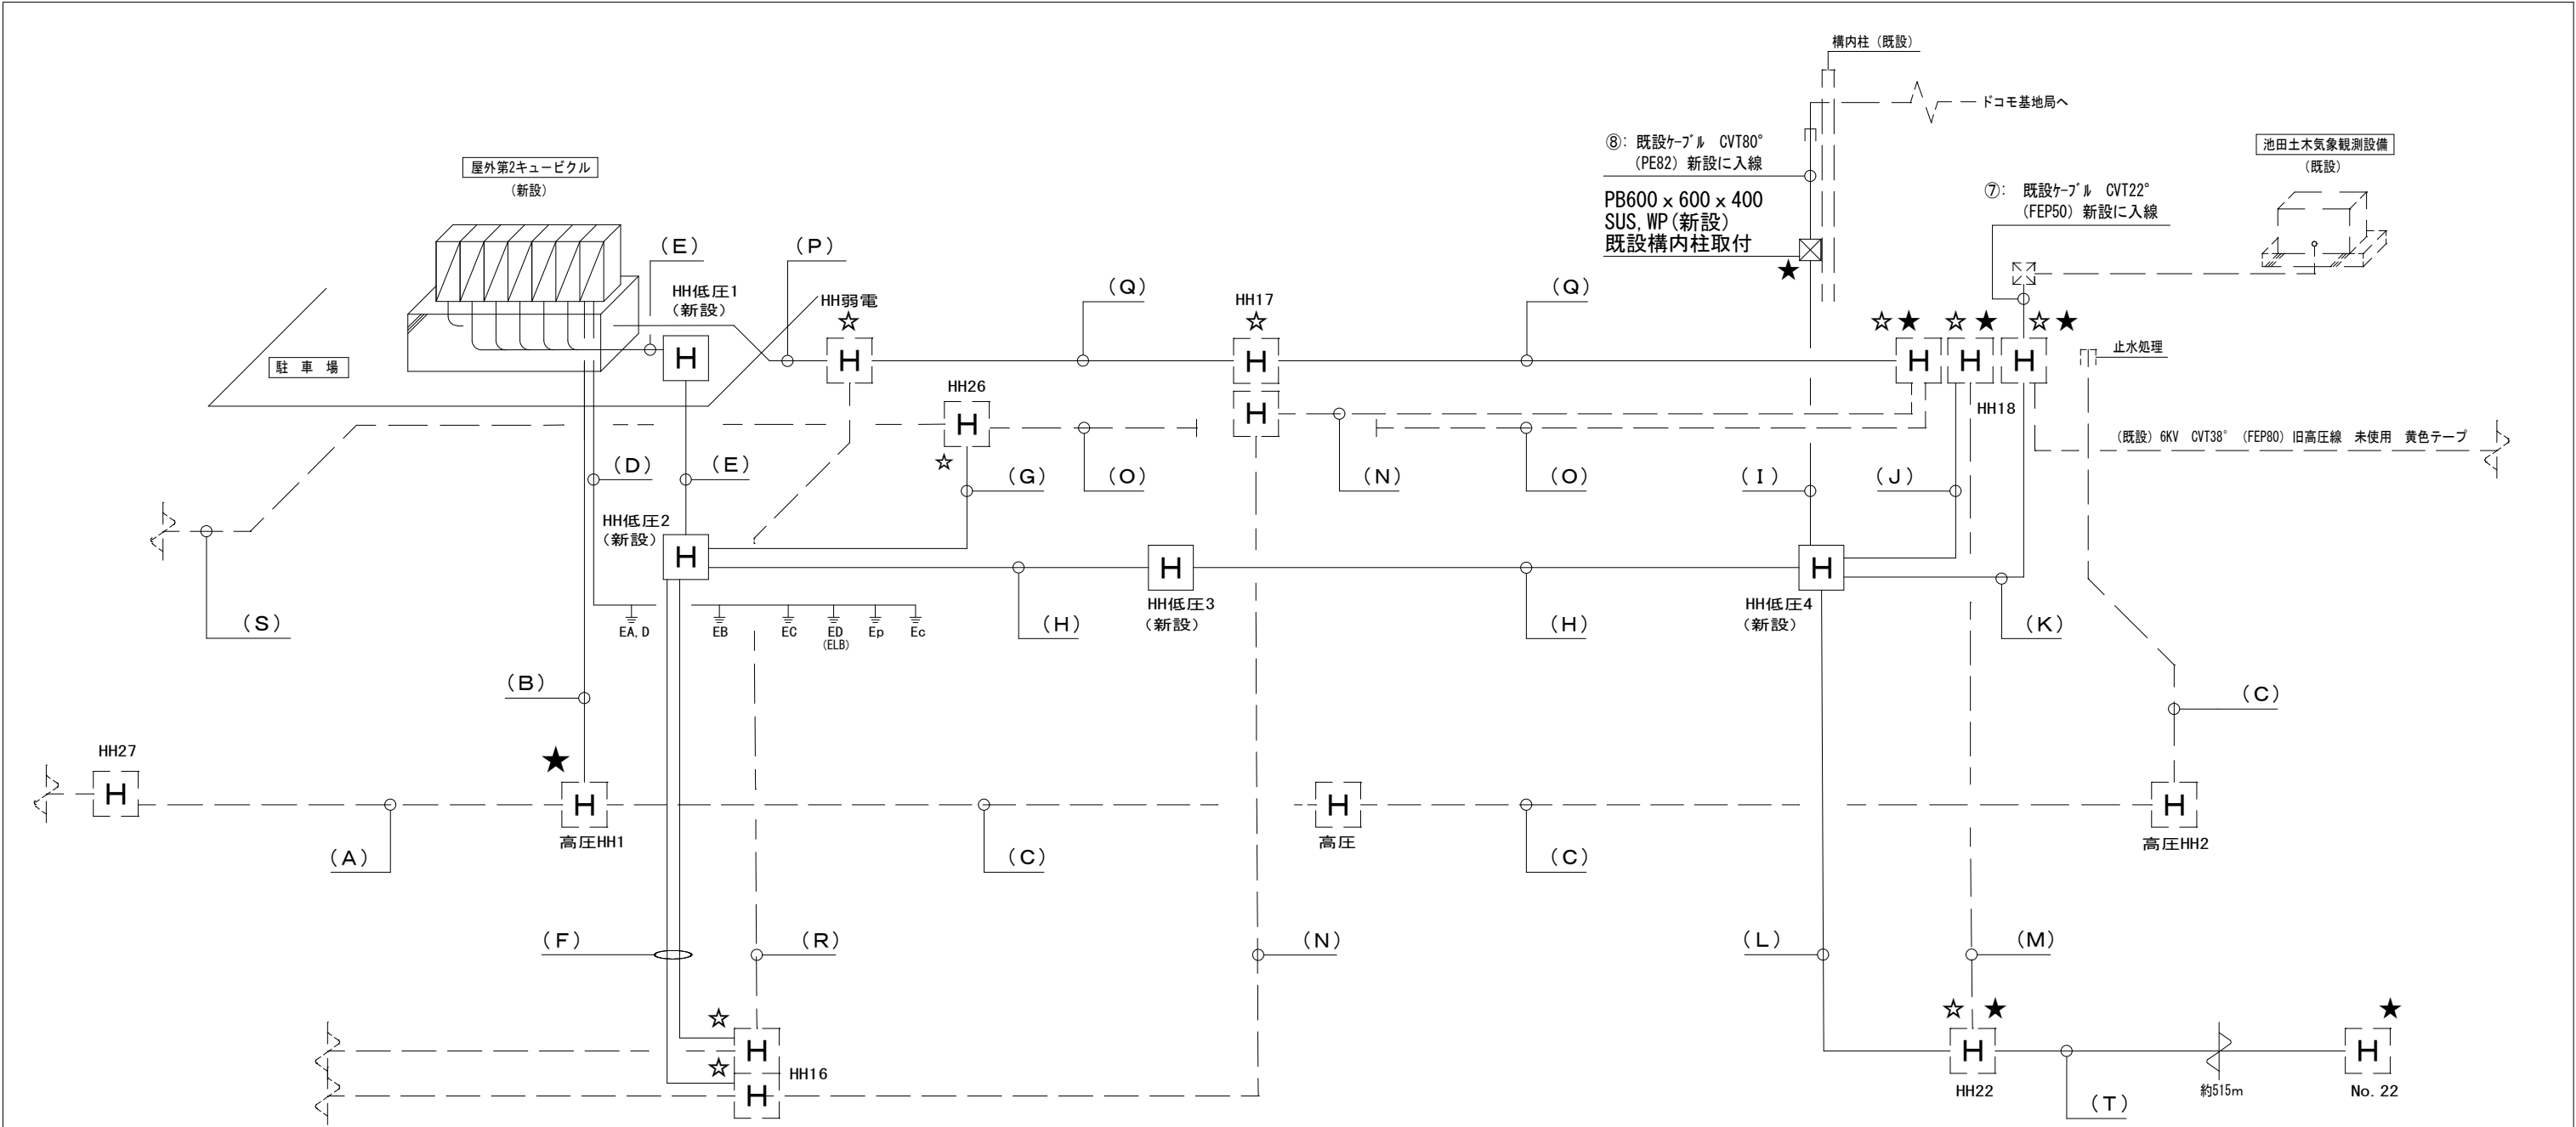 構内柱（既設）
ドコモ基地局へ
⑧: 既設ケーブル CVT80°
(PE82) 新設に入線
PB600 x 600 x 400
SUS, WP(新設)
既設構内柱取付
⑦: 既設ケーブル CVT22°
(FEP50) 新設に入線
池田土木気象観測設備
(既設)
屋外第2キュービクル
(新設)
(E)
(P)
HH低圧1
(新設)
HH弱電
☆
(Q)
HH17
☆
(Q)
★
☆★
☆★
☆★
止水処理
駐 車 場
H
H
H
H
H
H
HH26
H
☆
H
HH18
(既設) 6KV CVT38° (FEP80) 旧高圧線 未使用 黄色テープ
(D)
(E)
(G)
(O)
(N)
(O)
(I)
(J)
HH低圧2
(新設)
H
H
H
HH低圧3
(新設)
HH低圧4
(新設)
(S)
EA, D
EB
EC
ED
(ELB)
Ep
Ec
(H)
(H)
(K)
(B)
(C)
HH27
H
★
H
高圧HH1
H
高圧
H
高圧HH2
(A)
(C)
(C)
(F)
(R)
(N)
(L)
(M)
☆
H
☆
H
HH16
☆★
H
HH22
(T)
約515m
★
H
No. 22